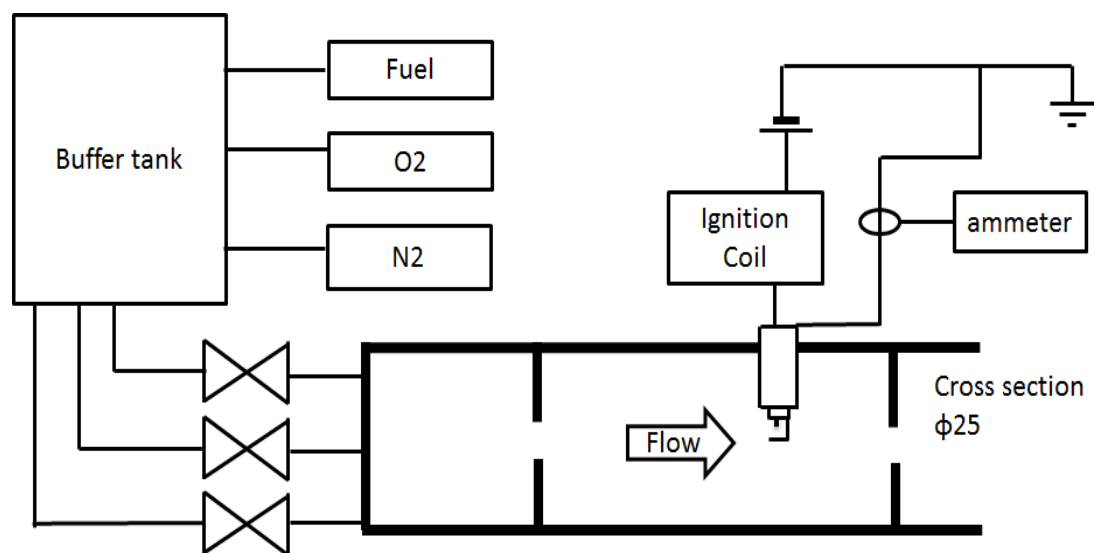 Fuel
Buffer tank
O2
N2
Ignition
Coil
ammeter
Flow
Cross section
ϕ25